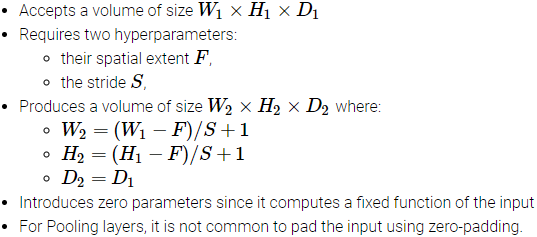 • Accepts a volume of size W₁ × H₁ × D₁
• Requires two hyperparameters:
◦ their spatial extent F,
◦ the stride S,
• Produces a volume of size W₂ × H₂ × D₂ where:
◦ W₂ = (W₁ − F)/S + 1
◦ H₂ = (H₁ − F)/S + 1
◦ D₂ = D₁
• Introduces zero parameters since it computes a fixed function of the input
• For Pooling layers, it is not common to pad the input using zero-padding.